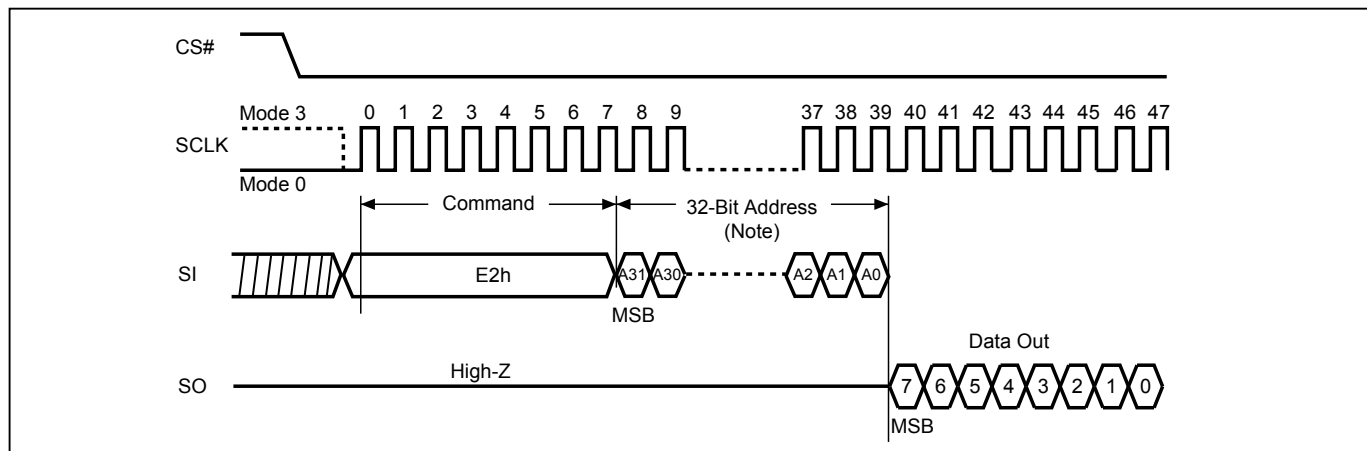 CS#
Mode 3
0 1 2 3 4 5 6 7 8 9 37 38 39 40 41 42 43 44 45 46 47
SCLK
Mode 0
Command
32-Bit Address
(Note)
SI
E2h
A31 A30 A2 A1 A0
MSB
Data Out
High-Z
SO
7 6 5 4 3 2 1 0
MSB